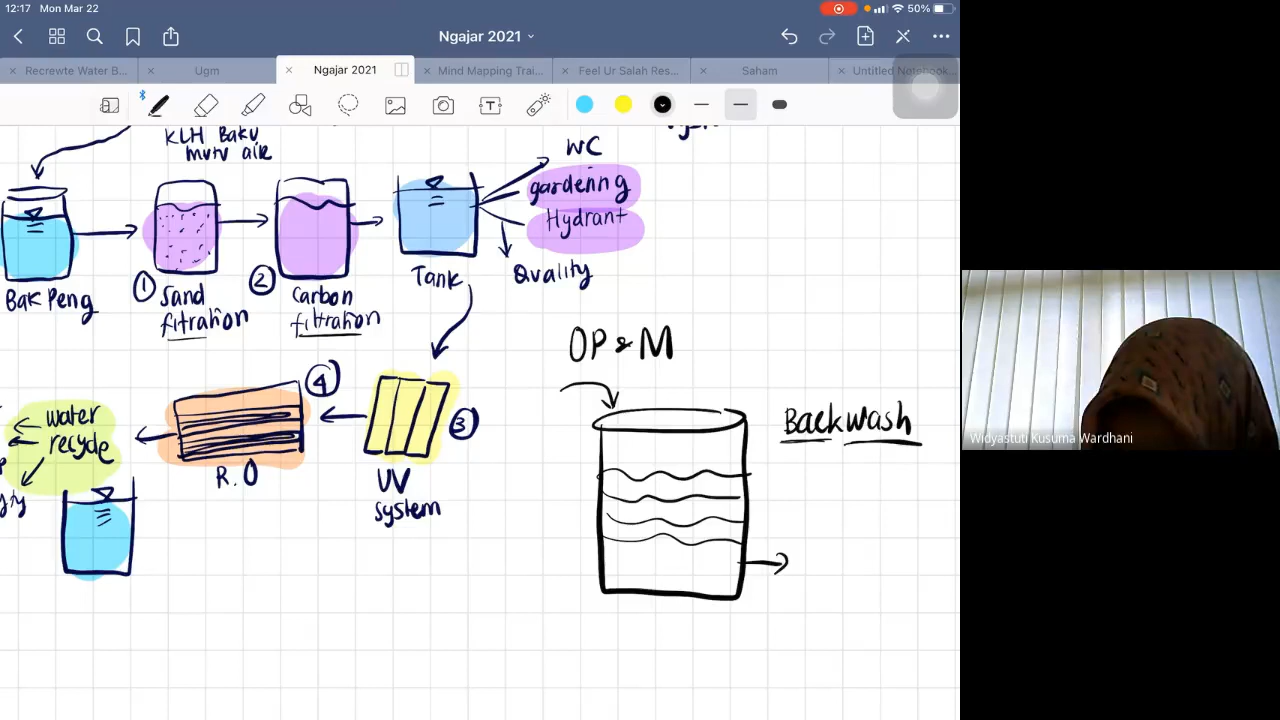 12:17 Mon Mar 22
50%
Ngajar 2021
Recrewte Water B...
Ugm
Ngajar 2021
Mind Mapping Trai...
Feel Ur Salah Res...
Saham
Untitled Notebook...
KLH Baku
mutu air
WC
gardening
Hydrant
Quality
Bak Peng
1
Sand
filtration
2
Carbon
filtration
Tank
OP & M
Backwash
4
3
water
recycle
R.O
UV
system
Widyastuti Kusuma Wardhani